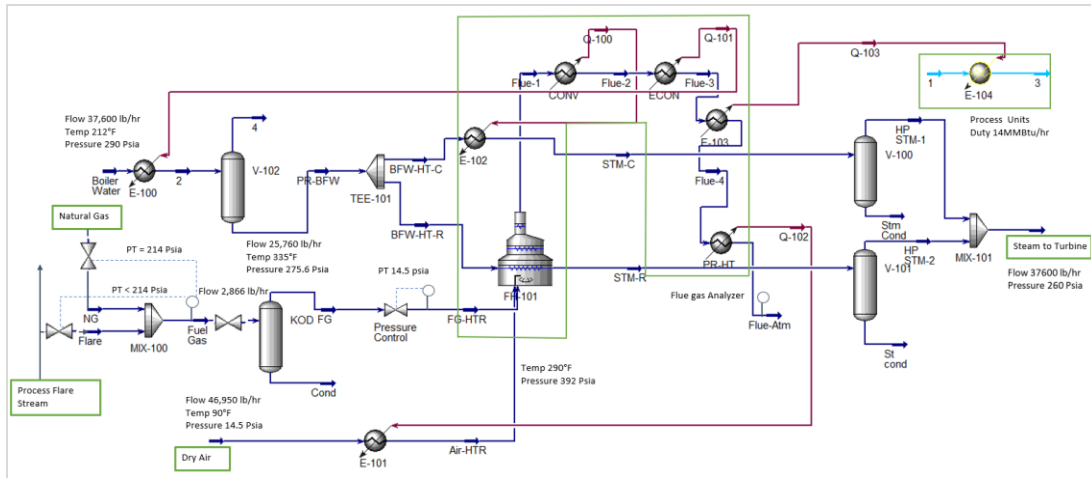 Q-100
Q-101
Q-103
Flue-1
Flue-2
Flue-3
CONV
ECON
1
3
E-104
Process Units
Duty 14MMBtu/hr
Flow 37,600 lb/hr
Temp 212°F
Pressure 290 Psia
4
V-102
Boiler
Water
E-100
2
PR-BFW
TEE-101
BFW-HT-C
BFW-HT-R
E-102
STM-C
E-103
Flue-4
HP
STM-1
V-100
Stm
Cond
Natural Gas
PT = 214 Psia
PT < 214 Psia
Flow 25,760 lb/hr
Temp 335°F
Pressure 275.6 Psia
Flow 2,866 lb/hr
PT 14.5 psia
FH-101
STM-R
PR-HT
Q-102
HP
STM-2
V-101
MIX-101
Steam to Turbine
Flow 37600 lb/hr
Pressure 260 Psia
NG
Flare
MIX-100
Fuel
Gas
KOD
FG
Pressure
Control
FG-HTR
Flue gas Analyzer
Flue-Atm
St
cond
Process Flare
Stream
Cond
Temp 290°F
Pressure 392 Psia
Flow 46,950 lb/hr
Temp 90°F
Pressure 14.5 Psia
Dry Air
E-101
Air-HTR